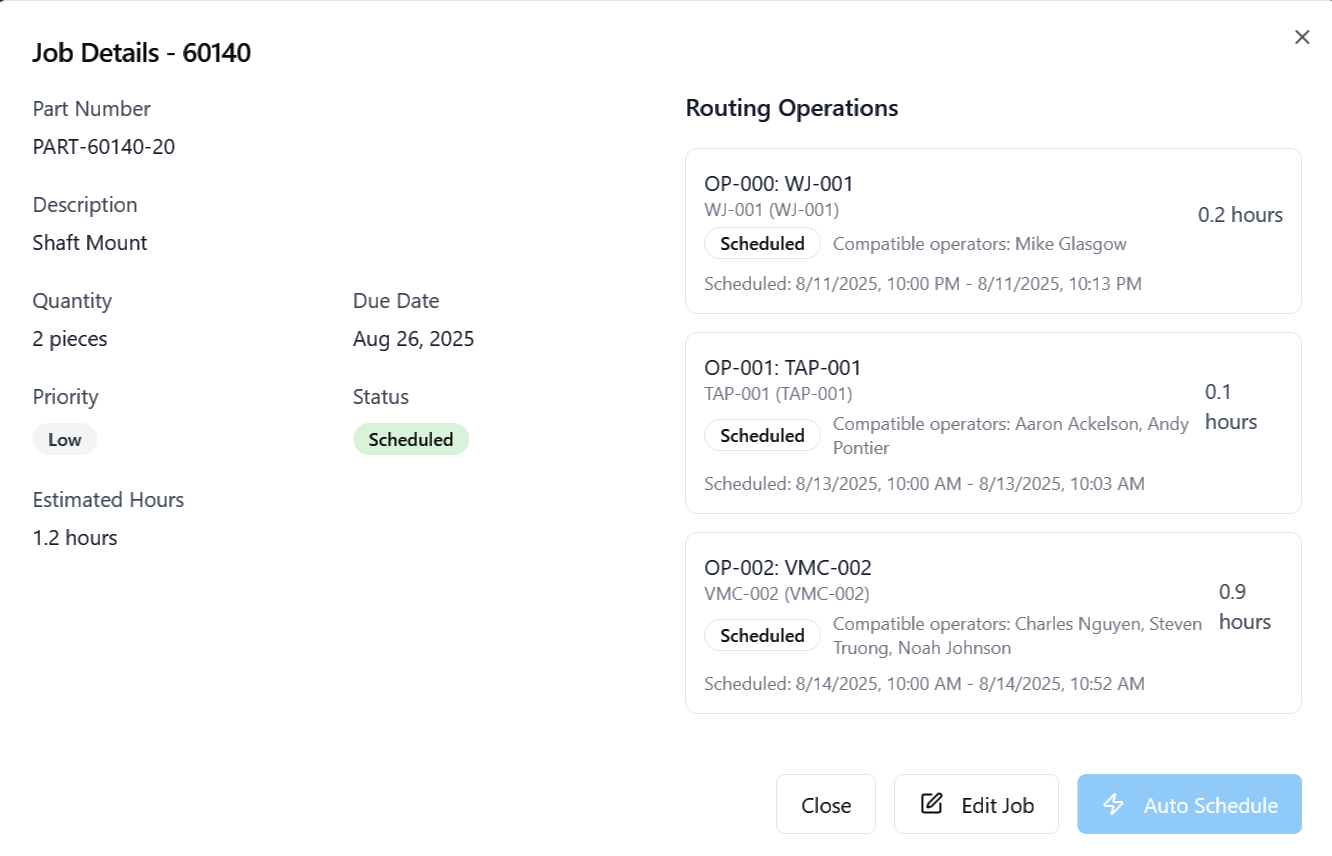 Job Details - 60140
Part Number
PART-60140-20
Description
Shaft Mount
Quantity
2 pieces
Due Date
Aug 26, 2025
Priority
Low
Status
Scheduled
Estimated Hours
1.2 hours
Routing Operations
OP-000: WJ-001
WJ-001 (WJ-001)
Scheduled
Compatible operators: Mike Glasgow
Scheduled: 8/11/2025, 10:00 PM - 8/11/2025, 10:13 PM
0.2 hours
OP-001: TAP-001
TAP-001 (TAP-001)
Scheduled
Compatible operators: Aaron Ackelson, Andy
Pontier
Scheduled: 8/13/2025, 10:00 AM - 8/13/2025, 10:03 AM
0.1
hours
OP-002: VMC-002
VMC-002 (VMC-002)
Scheduled
Compatible operators: Charles Nguyen, Steven
Truong, Noah Johnson
Scheduled: 8/14/2025, 10:00 AM - 8/14/2025, 10:52 AM
0.9
hours
Close
Edit Job
Auto Schedule